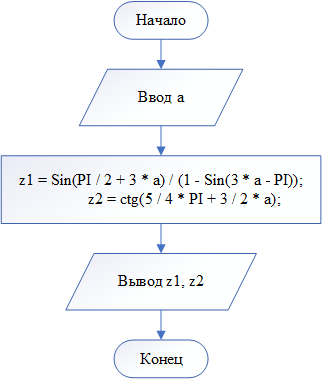 Начало
Ввод a
z1 = Sin(PI / 2 + 3 * a) / (1 - Sin(3 * a - PI));
z2 = ctg(5 / 4 * PI + 3 / 2 * a);
Вывод z1, z2
Конец